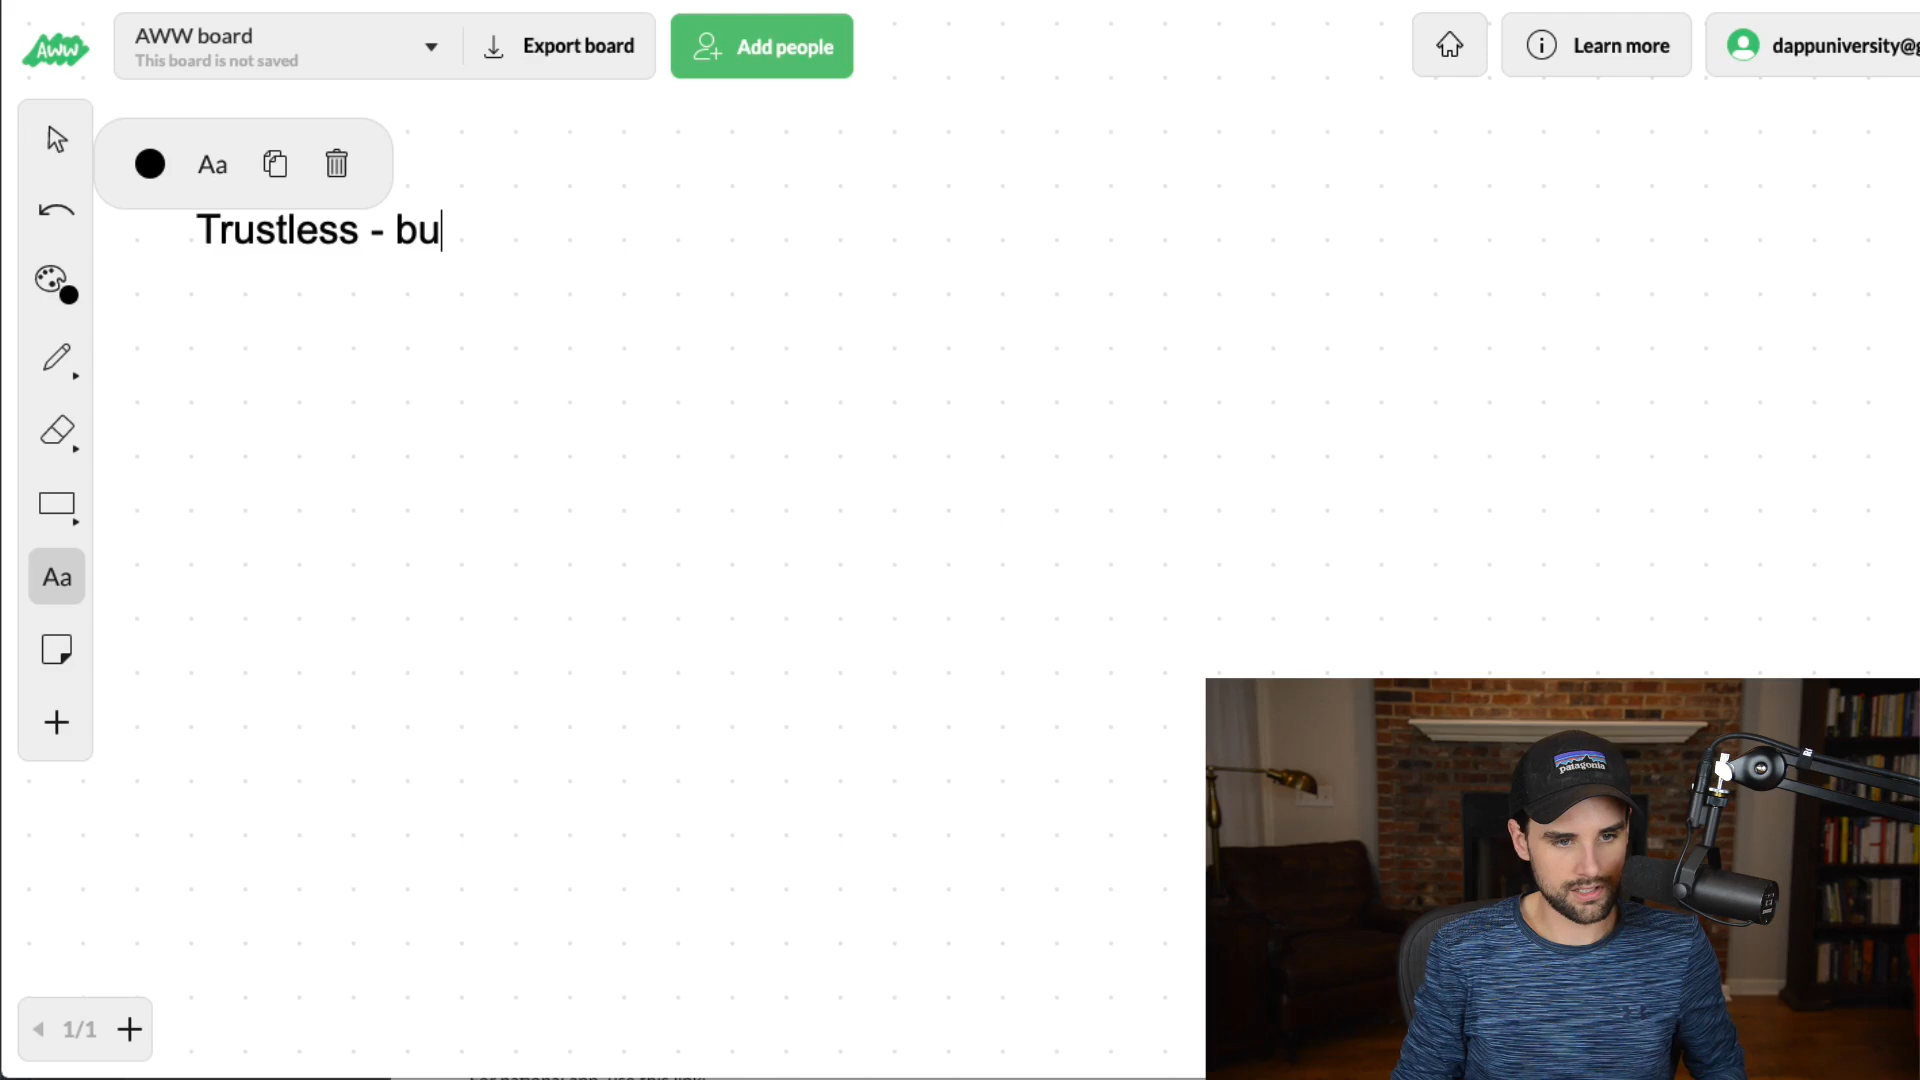 AWW
AWW board
This board is not saved
Export board
Add people
Learn more
dappuniversity@g
Aa
Trustless - bu
Aa
1/1
patagonia